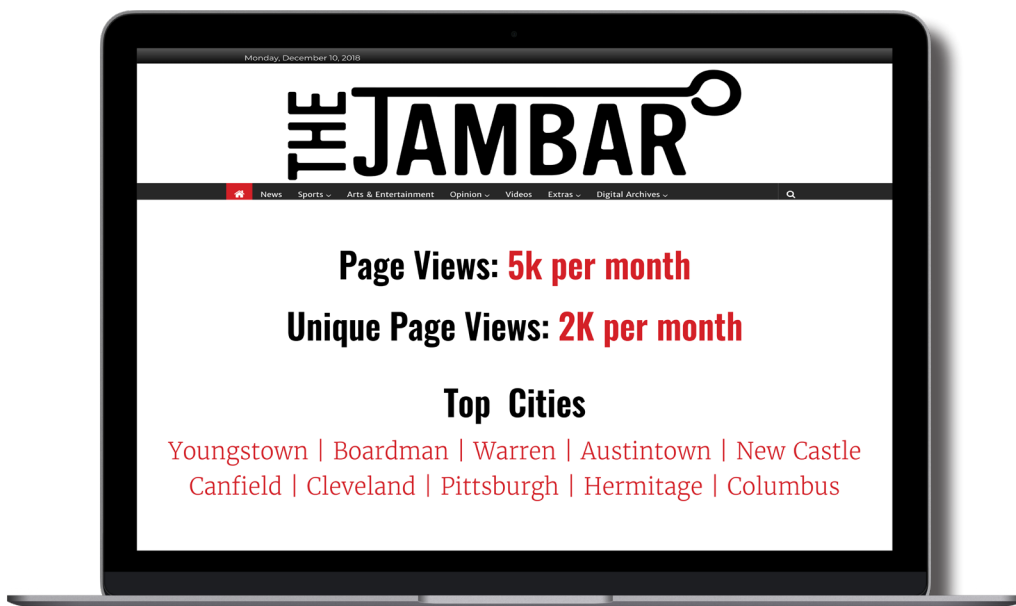 Monday, December 10, 2018
THE JAMBAR
News Sports Arts & Entertainment Opinion Videos Extras Digital Archives
Page Views: 5k per month
Unique Page Views: 2K per month
Top Cities
Youngstown | Boardman | Warren | Austintown | New Castle
Canfield | Cleveland | Pittsburgh | Hermitage | Columbus